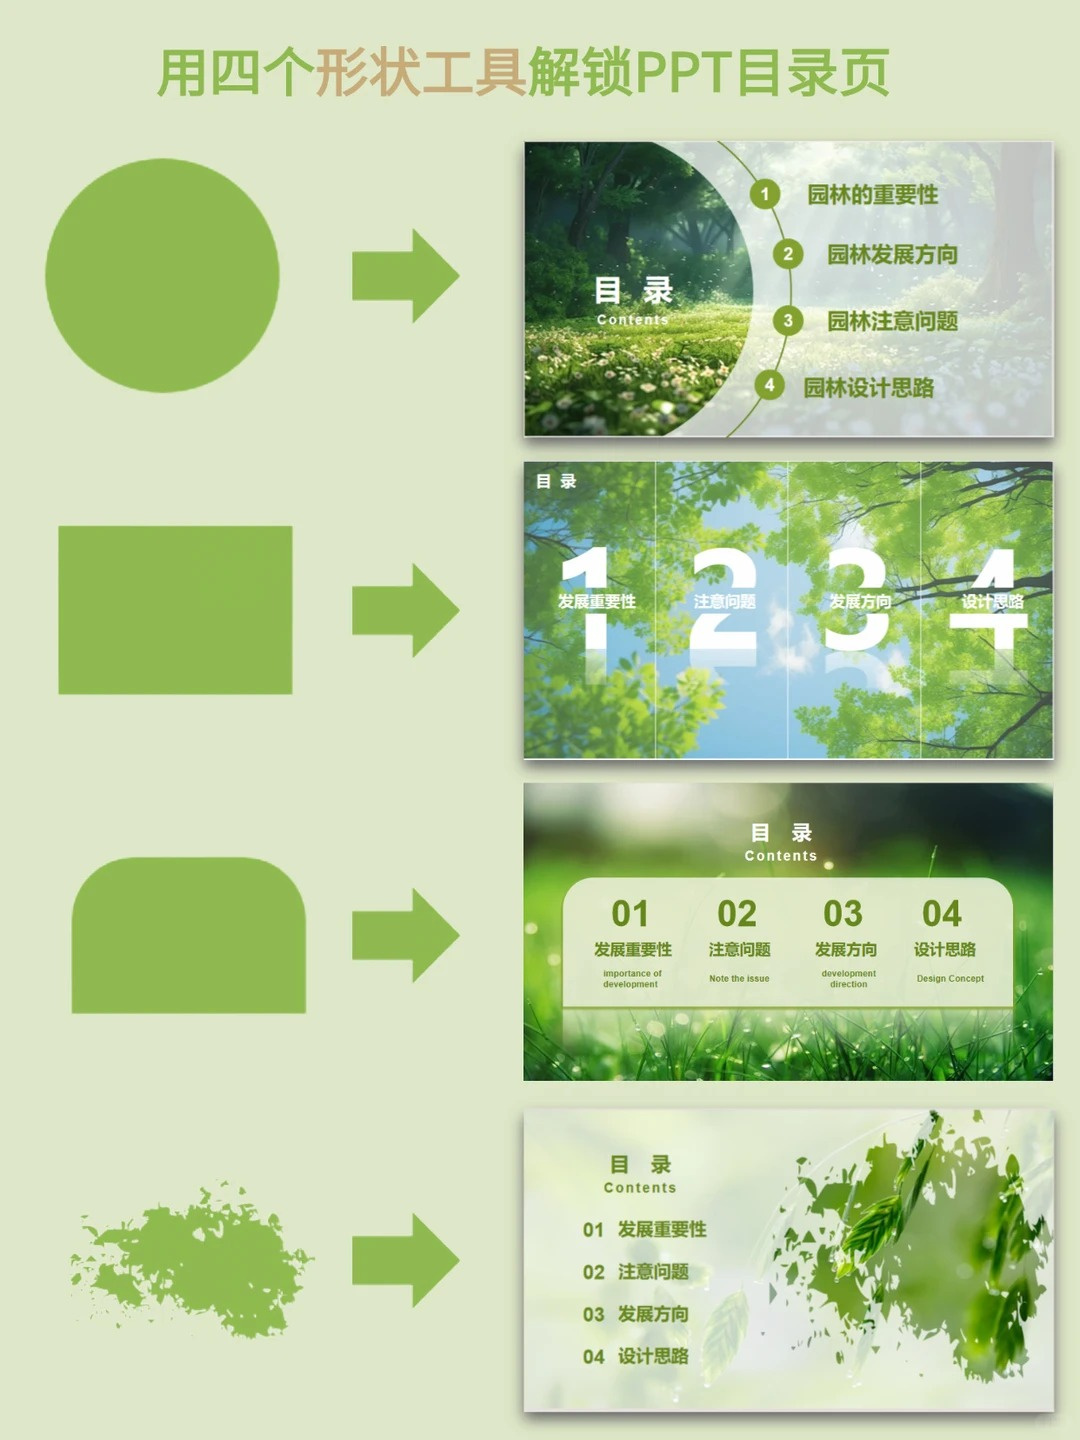 用四个形状工具解锁PPT目录页
目 录
Contents
1 园林的重要性
2 园林发展方向
3 园林注意问题
4 园林设计思路
目 录
1 2 3 4
发展重要性 注意问题 发展方向 设计思路
目 录
Contents
01 02 03 04
发展重要性 注意问题 发展方向 设计思路
importance of development Note the issue development direction Design Concept
目 录
Contents
01 发展重要性
02 注意问题
03 发展方向
04 设计思路